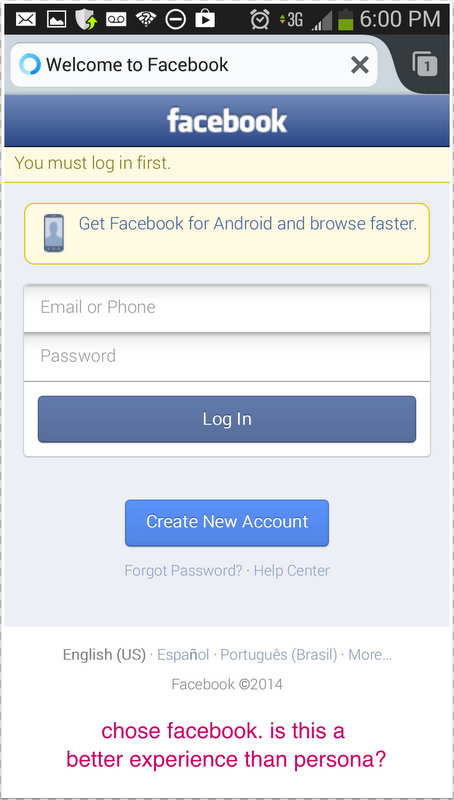 3G 6:00 PM
Welcome to Facebook
1
facebook
You must log in first.
Get Facebook for Android and browse faster.
Email or Phone
Password
Log In
Create New Account
Forgot Password? · Help Center
English (US) · Español · Português (Brasil) · More...
Facebook ©2014
chose facebook. is this a
better experience than persona?